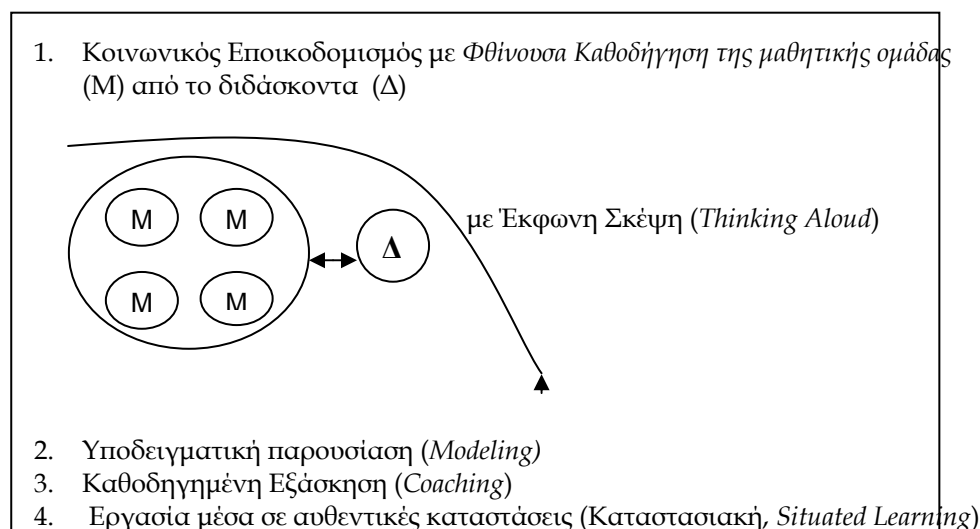 1. Κοινωνικός Εποικοδομισμός με Φθίνουσα Καθοδήγηση της μαθητικής ομάδας
(Μ) από το διδάσκοντα (Δ)
Μ Μ
με Έκφωνη Σκέψη (Thinking Aloud)
Δ
Μ Μ
2. Υποδειγματική παρουσίαση (Modeling)
3. Καθοδηγημένη Εξάσκηση (Coaching)
4. Εργασία μέσα σε αυθεντικές καταστάσεις (Καταστασιακή, Situated Learning